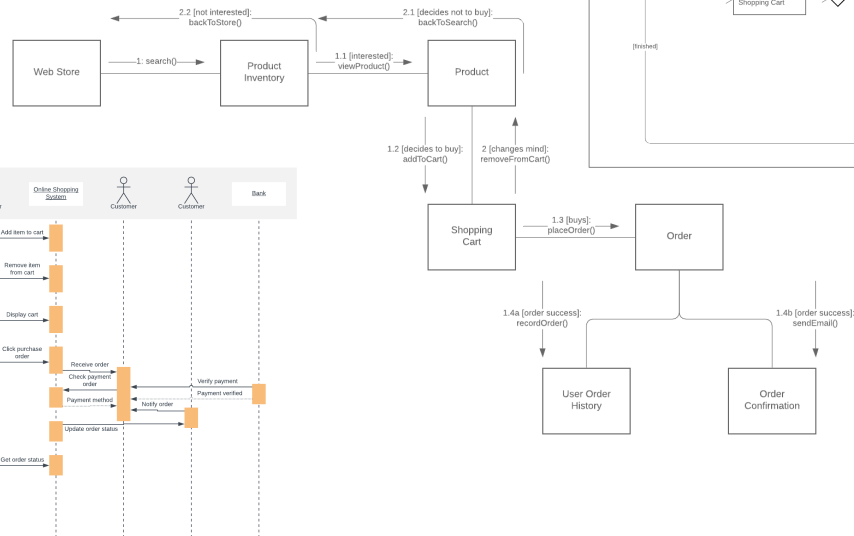 2.2 [not interested]:
backToStore()
2.1 [decides not to buy]:
backToSearch()
Shopping Cart
Web Store
1: search()
Product
Inventory
1.1 [interested]:
viewProduct()
Product
[finished]
1.2 [decides to buy]:
addToCart()
2 [changes mind]:
removeFromCart()
Online Shopping
System
Customer
Customer
Bank
Shopping
Cart
1.3 [buys]:
placeOrder()
Order
Add item to cart
Remove item
from cart
Display cart
Click purchase
order
Receive order
Check payment
order
Payment method
Verify payment
Payment verified
Notify order
Update order status
Get order status
1.4a [order success]:
recordOrder()
1.4b [order success]:
sendEmail()
User Order
History
Order
Confirmation